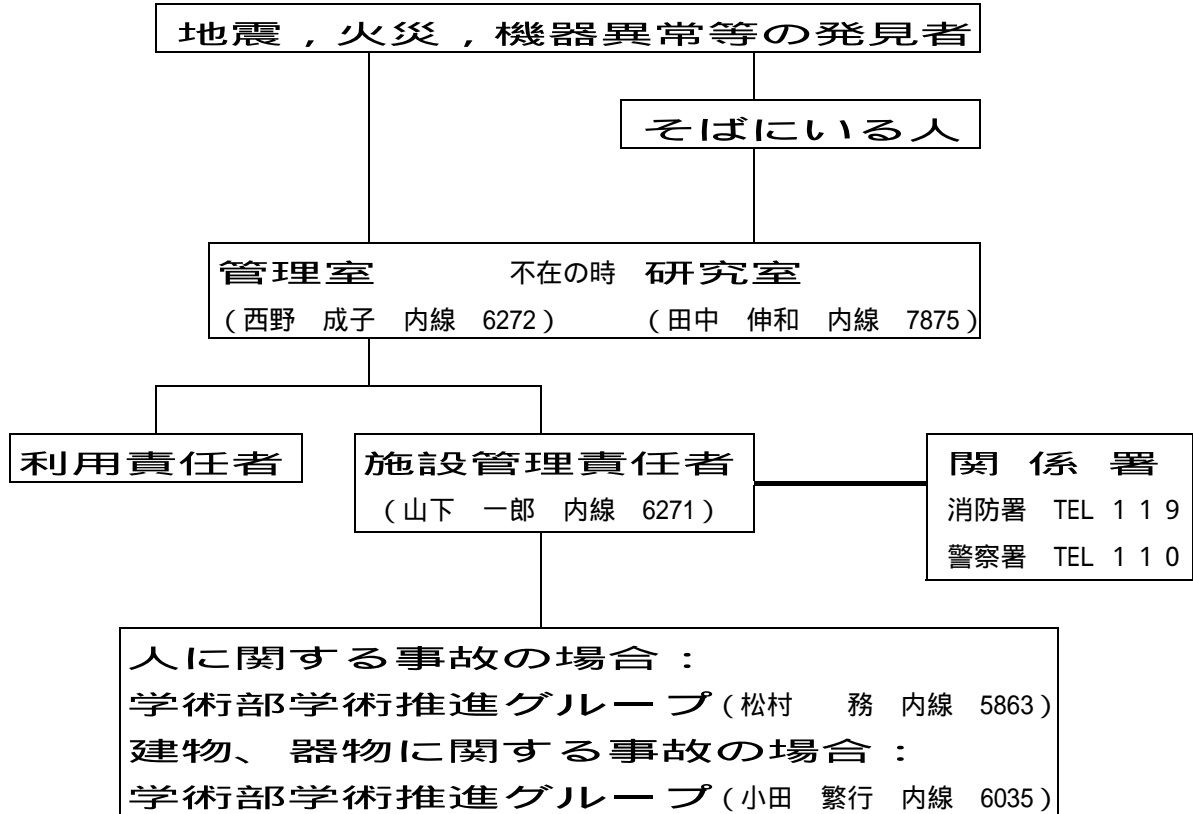 地震，火災，機器異常等の発見者
そばにいる人
管理室　不在の時　研究室
（西野　成子　内線　6272）　（田中　伸和　内線　7875）
利用責任者
施設管理責任者
（山下　一郎　内線　6271）
関係署
消防署　TEL １１９
警察署　TEL １１０
人に関する事故の場合：
学術部学術推進グループ（松村　務　内線　5863）
建物、器物に関する事故の場合：
学術部学術推進グループ（小田　繁行　内線　6035）